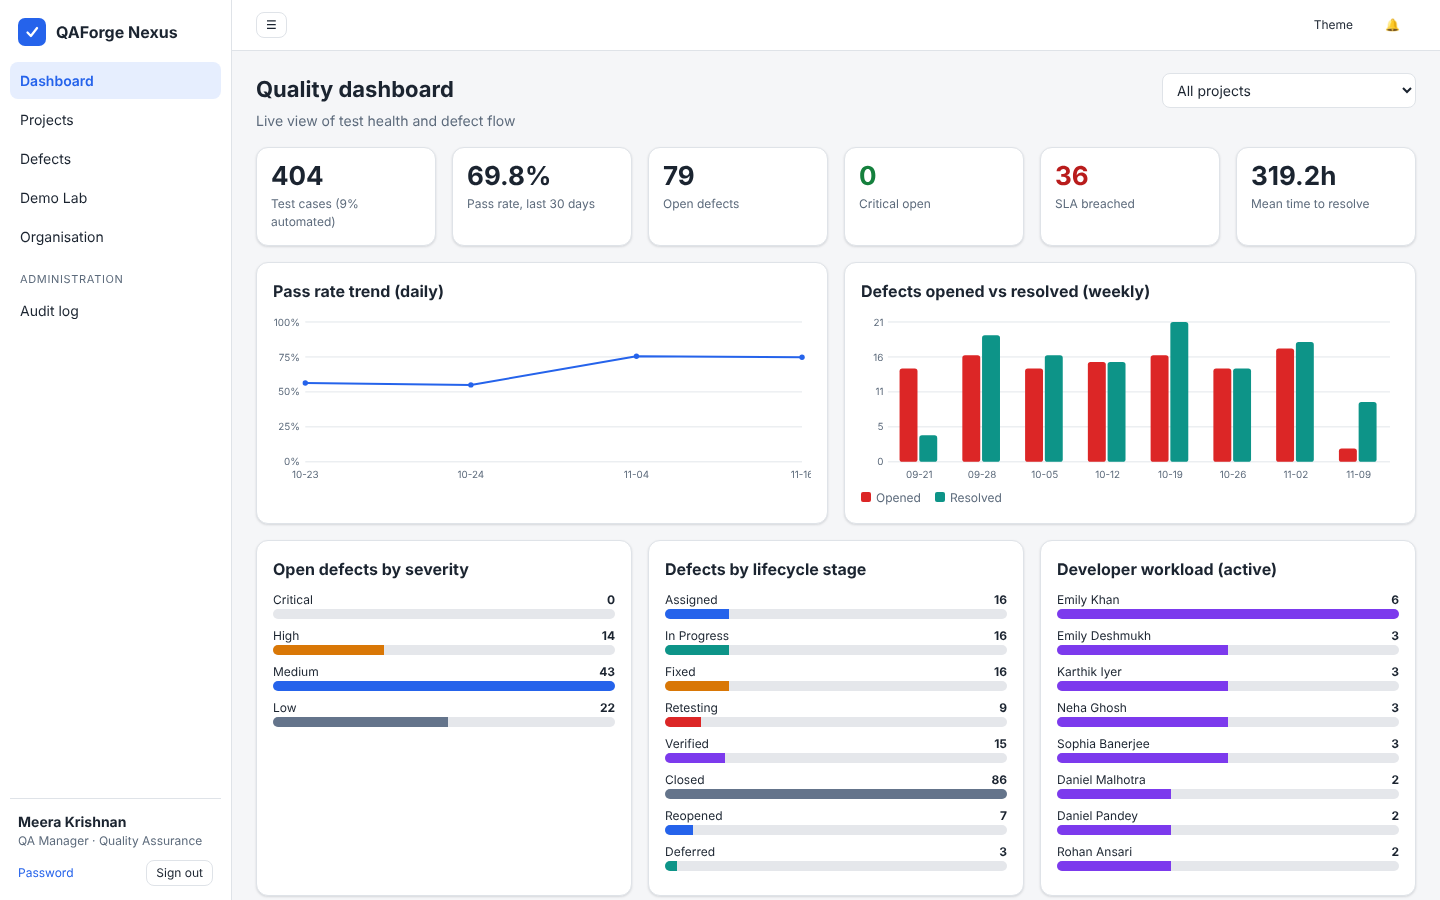 QAForge Nexus
Dashboard
Projects
Defects
Demo Lab
Organisation
ADMINISTRATION
Audit log
Meera Krishnan
QA Manager · Quality Assurance
Password
Sign out
☰
Theme
Quality dashboard
All projects
Live view of test health and defect flow
404
Test cases (9%
automated)
69.8%
Pass rate, last 30 days
79
Open defects
0
Critical open
36
SLA breached
319.2h
Mean time to resolve
Pass rate trend (daily)
100%
75%
50%
25%
0%
10-23 10-24 11-04 11-16
Defects opened vs resolved (weekly)
21
16
11
5
0
09-21 09-28 10-05 10-12 10-19 10-26 11-02 11-09
Opened Resolved
Open defects by severity
Critical 0
High 14
Medium 43
Low 22
Defects by lifecycle stage
Assigned 16
In Progress 16
Fixed 16
Retesting 9
Verified 15
Closed 86
Reopened 7
Deferred 3
Developer workload (active)
Emily Khan 6
Emily Deshmukh 3
Karthik Iyer 3
Neha Ghosh 3
Sophia Banerjee 3
Daniel Malhotra 2
Daniel Pandey 2
Rohan Ansari 2